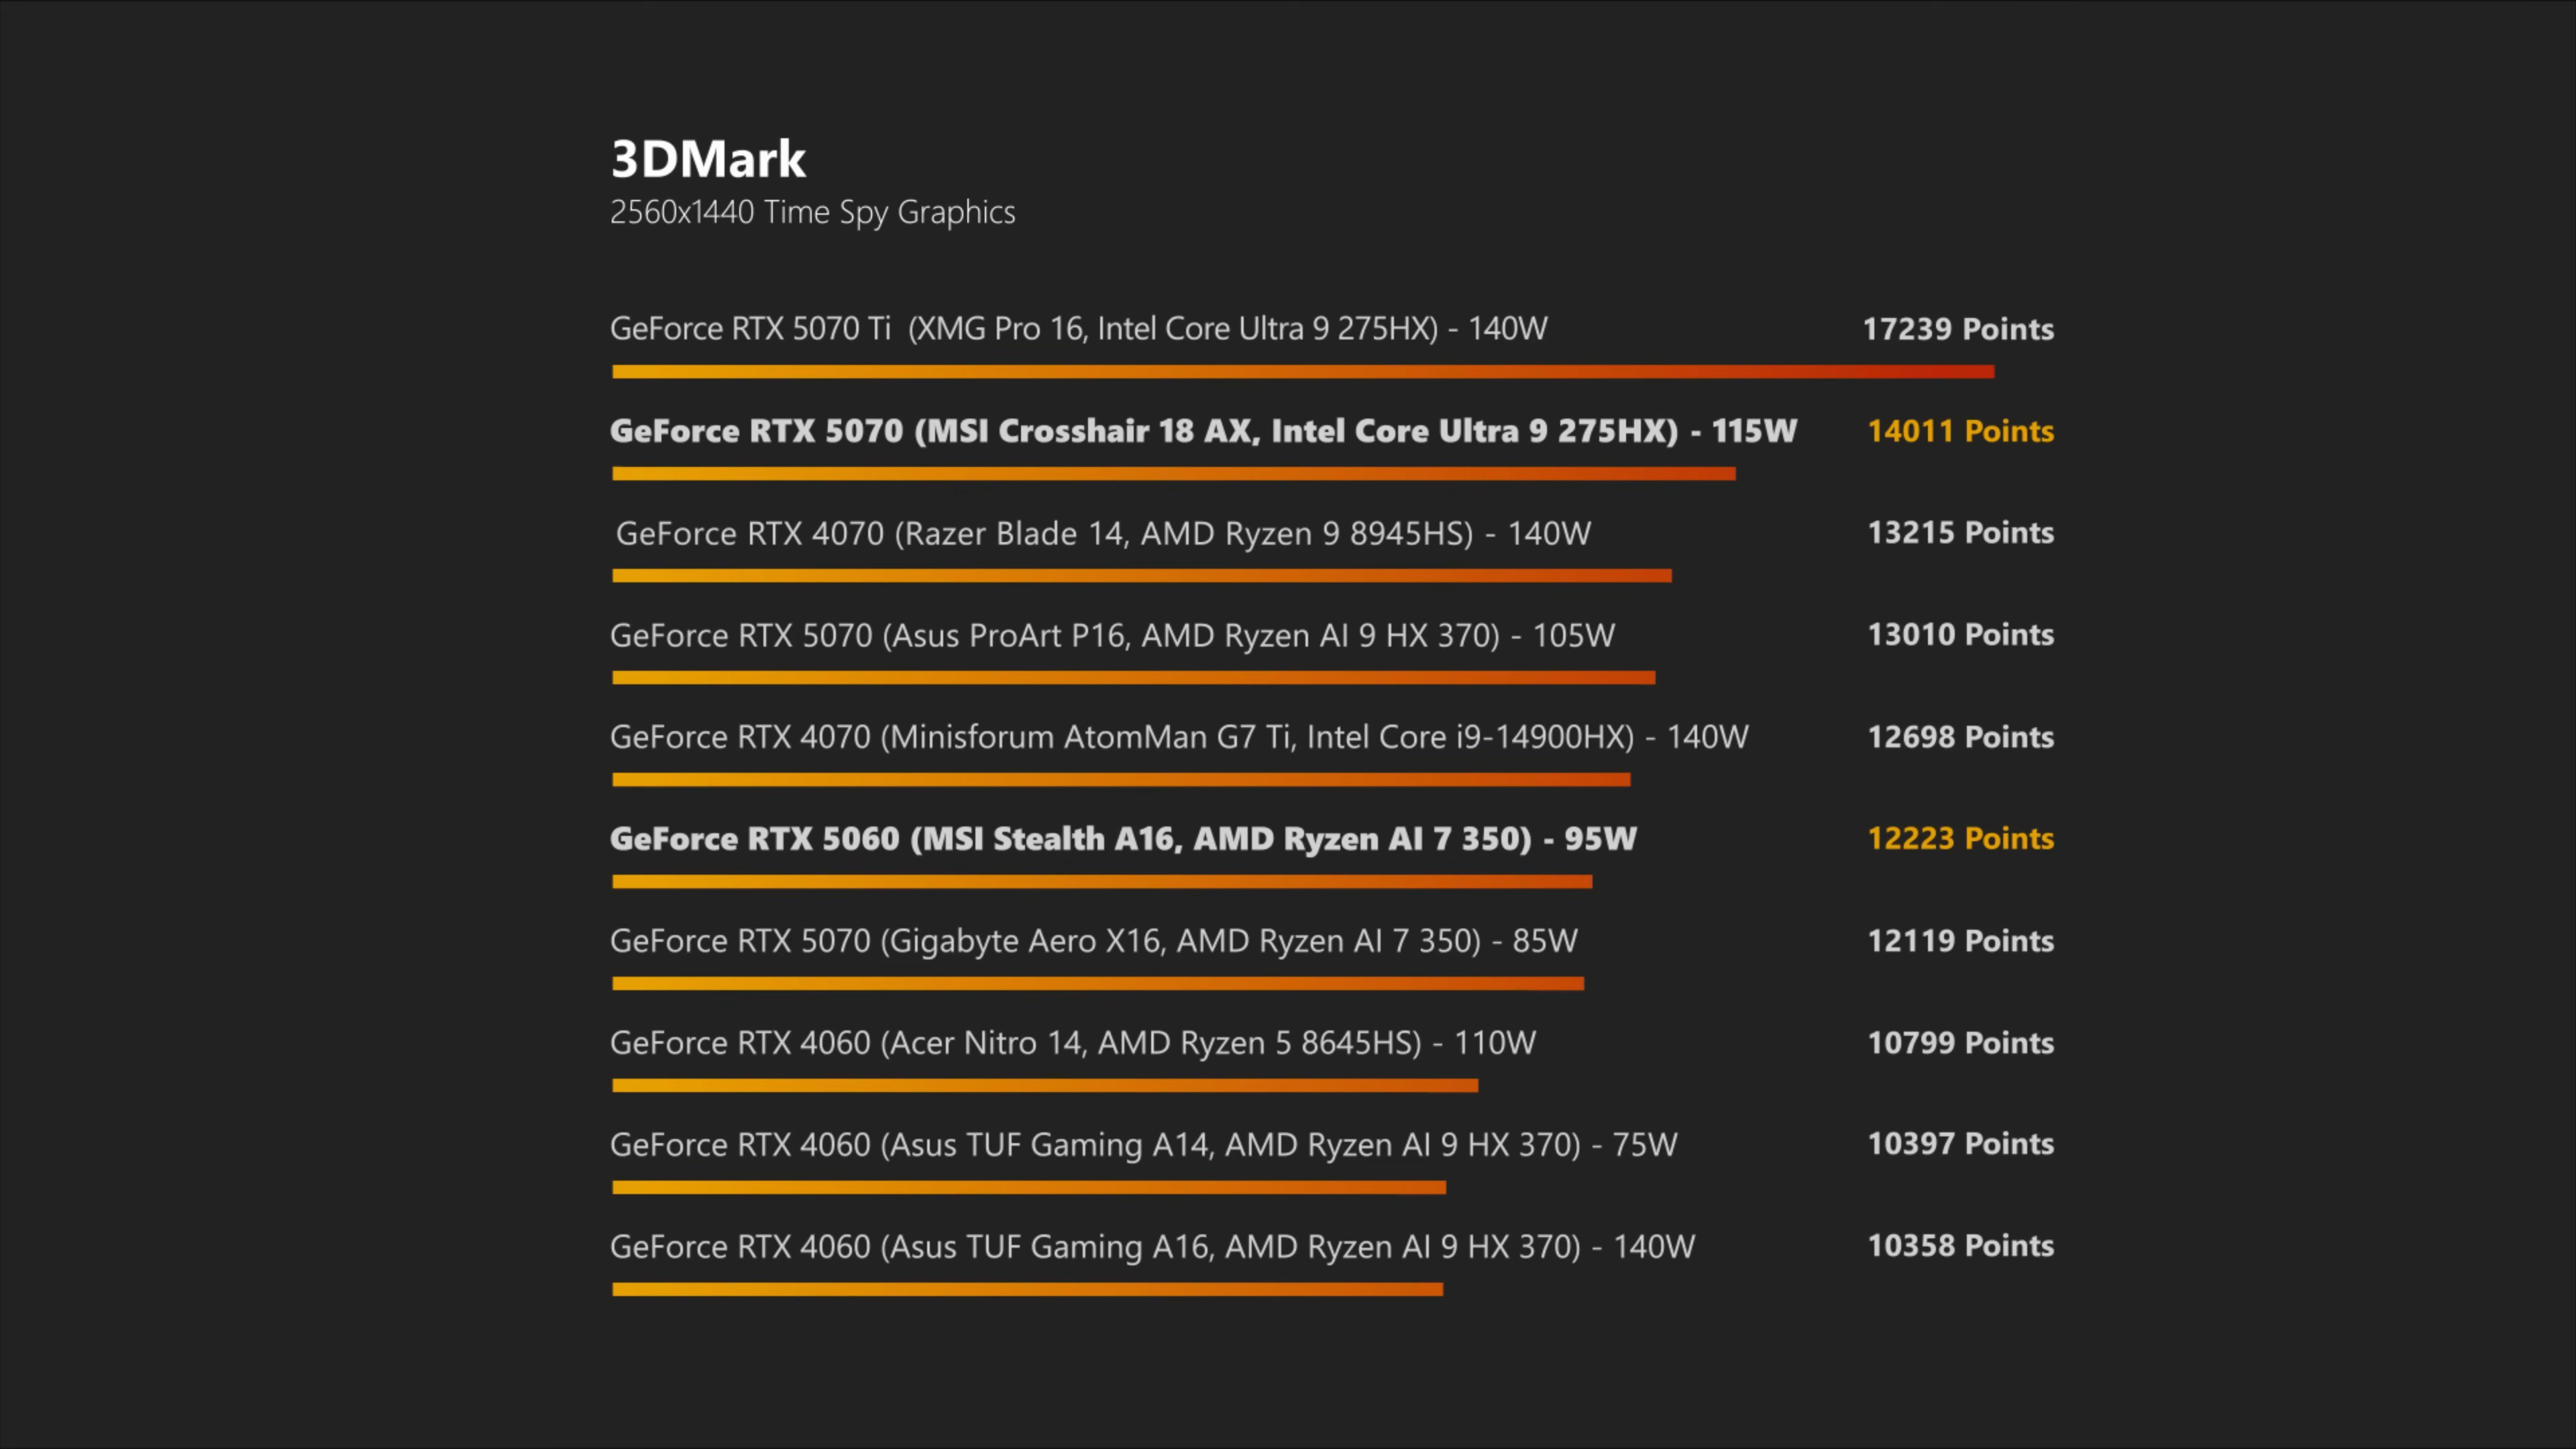 3DMark
2560x1440 Time Spy Graphics
GeForce RTX 5070 Ti  (XMG Pro 16, Intel Core Ultra 9 275HX) - 140W 17239 Points
GeForce RTX 5070 (MSI Crosshair 18 AX, Intel Core Ultra 9 275HX) - 115W 14011 Points
GeForce RTX 4070 (Razer Blade 14, AMD Ryzen 9 8945HS) - 140W 13215 Points
GeForce RTX 5070 (Asus ProArt P16, AMD Ryzen AI 9 HX 370) - 105W 13010 Points
GeForce RTX 4070 (Minisforum AtomMan G7 Ti, Intel Core i9-14900HX) - 140W 12698 Points
GeForce RTX 5060 (MSI Stealth A16, AMD Ryzen AI 7 350) - 95W 12223 Points
GeForce RTX 5070 (Gigabyte Aero X16, AMD Ryzen AI 7 350) - 85W 12119 Points
GeForce RTX 4060 (Acer Nitro 14, AMD Ryzen 5 8645HS) - 110W 10799 Points
GeForce RTX 4060 (Asus TUF Gaming A14, AMD Ryzen AI 9 HX 370) - 75W 10397 Points
GeForce RTX 4060 (Asus TUF Gaming A16, AMD Ryzen AI 9 HX 370) - 140W 10358 Points